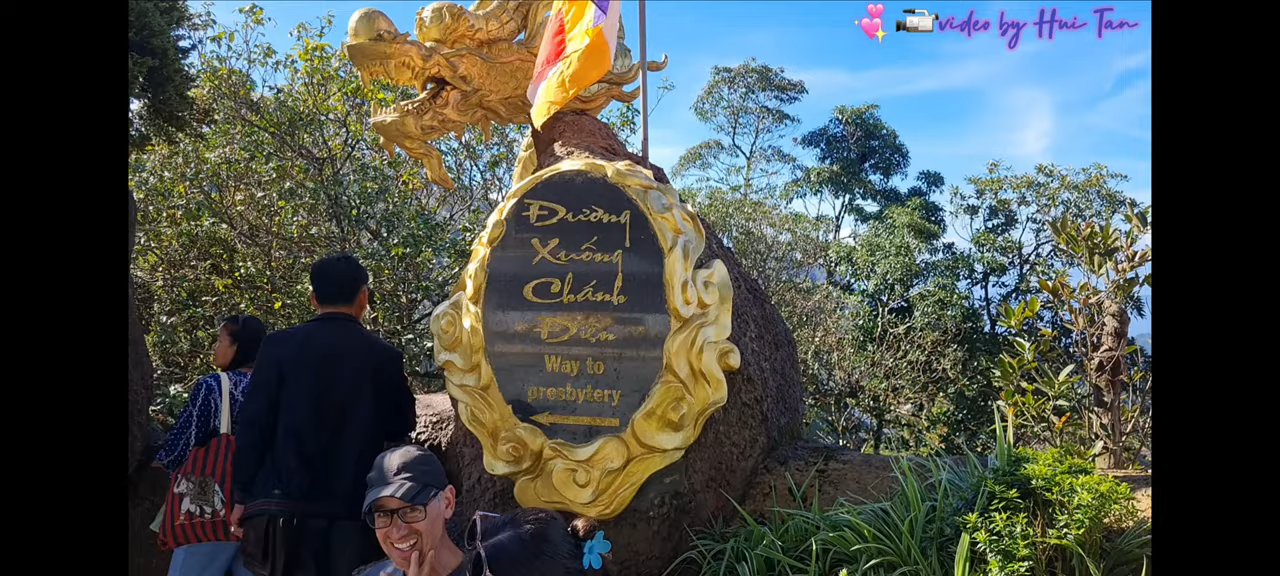 video by Hui Tan
Đường
Xuống
Chánh
Điện
Way to
presbytery